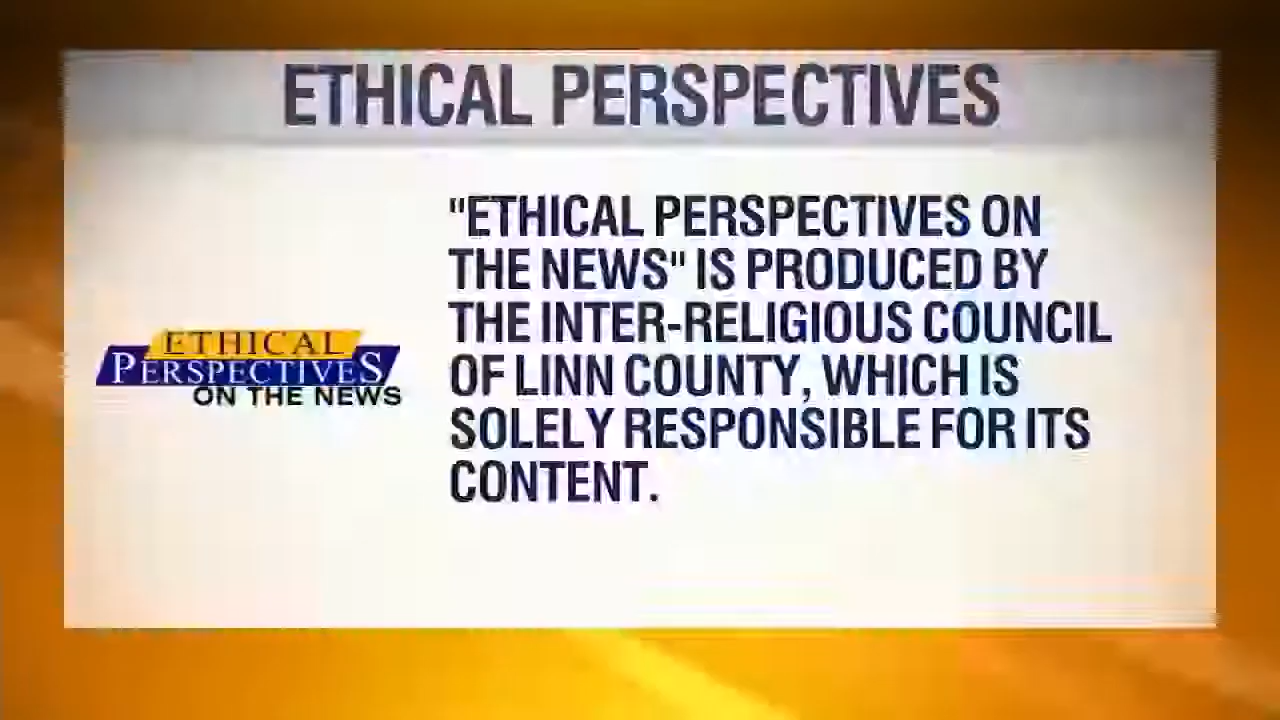 ETHICAL PERSPECTIVES
"ETHICAL PERSPECTIVES ON
THE NEWS" IS PRODUCED BY
THE INTER-RELIGIOUS COUNCIL
OF LINN COUNTY, WHICH IS
SOLELY RESPONSIBLE FOR ITS
CONTENT.
ETHICAL
PERSPECTIVES
ON THE NEWS